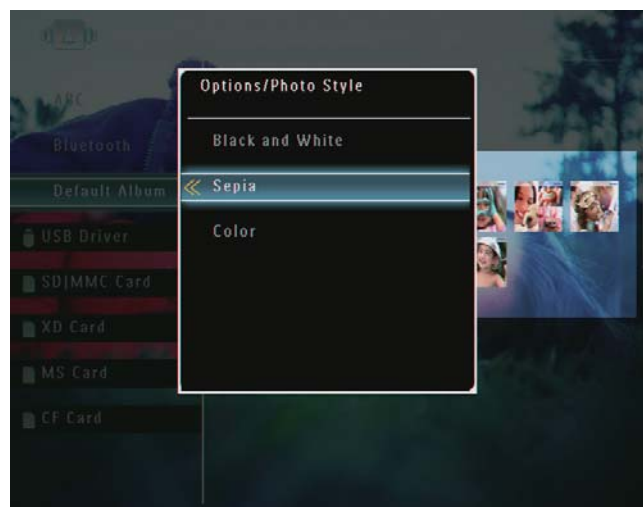 Options/Photo Style
Black and White
Sepia
Color
ABC
Bluetooth
Default Album
USB Driver
SD|MMC Card
XD Card
MS Card
CF Card